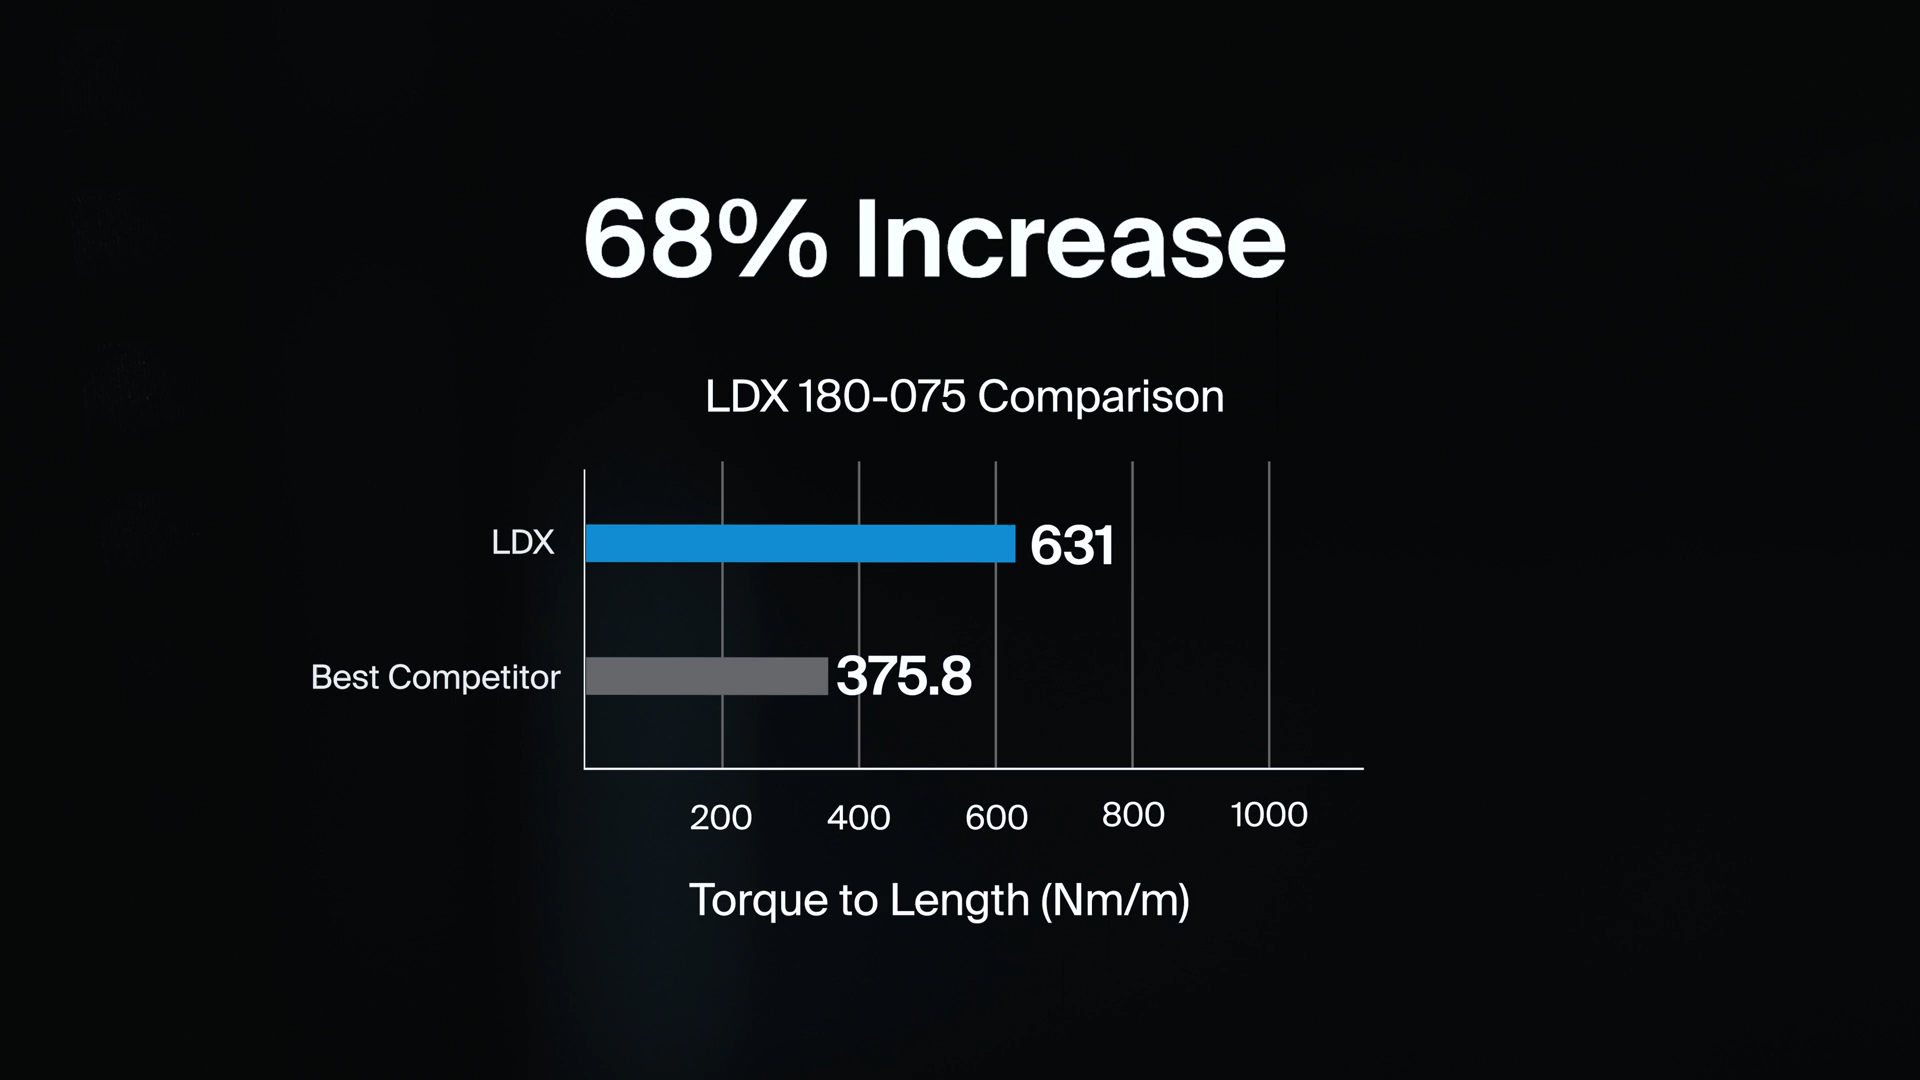 68% Increase
LDX 180-075 Comparison
LDX
631
Best Competitor
375.8
200 400 600 800 1000
Torque to Length (Nm/m)